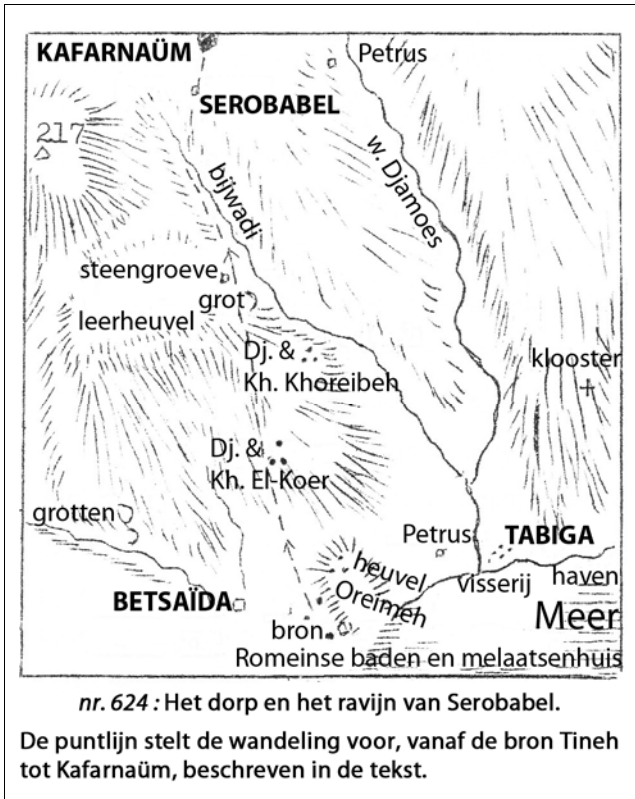 KAFARNAÜM
Petrus
SEROBABEL
217
w. Djamoes
bijwadi
steengroeve
grot
leerheuvel
Dj. &
Kh. Khoreibeh
klooster
Dj. &
Kh. El-Koer
grotten
Petrus
TABIGA
heuvel
Oreimeh
visserij
haven
BETSAÏDA
Meer
bron
Romeinse baden en melaatsenhuis
nr. 624 : Het dorp en het ravijn van Serobabel.
De puntlijn stelt de wandeling voor, vanaf de bron Tineh
tot Kafarnaüm, beschreven in de tekst.